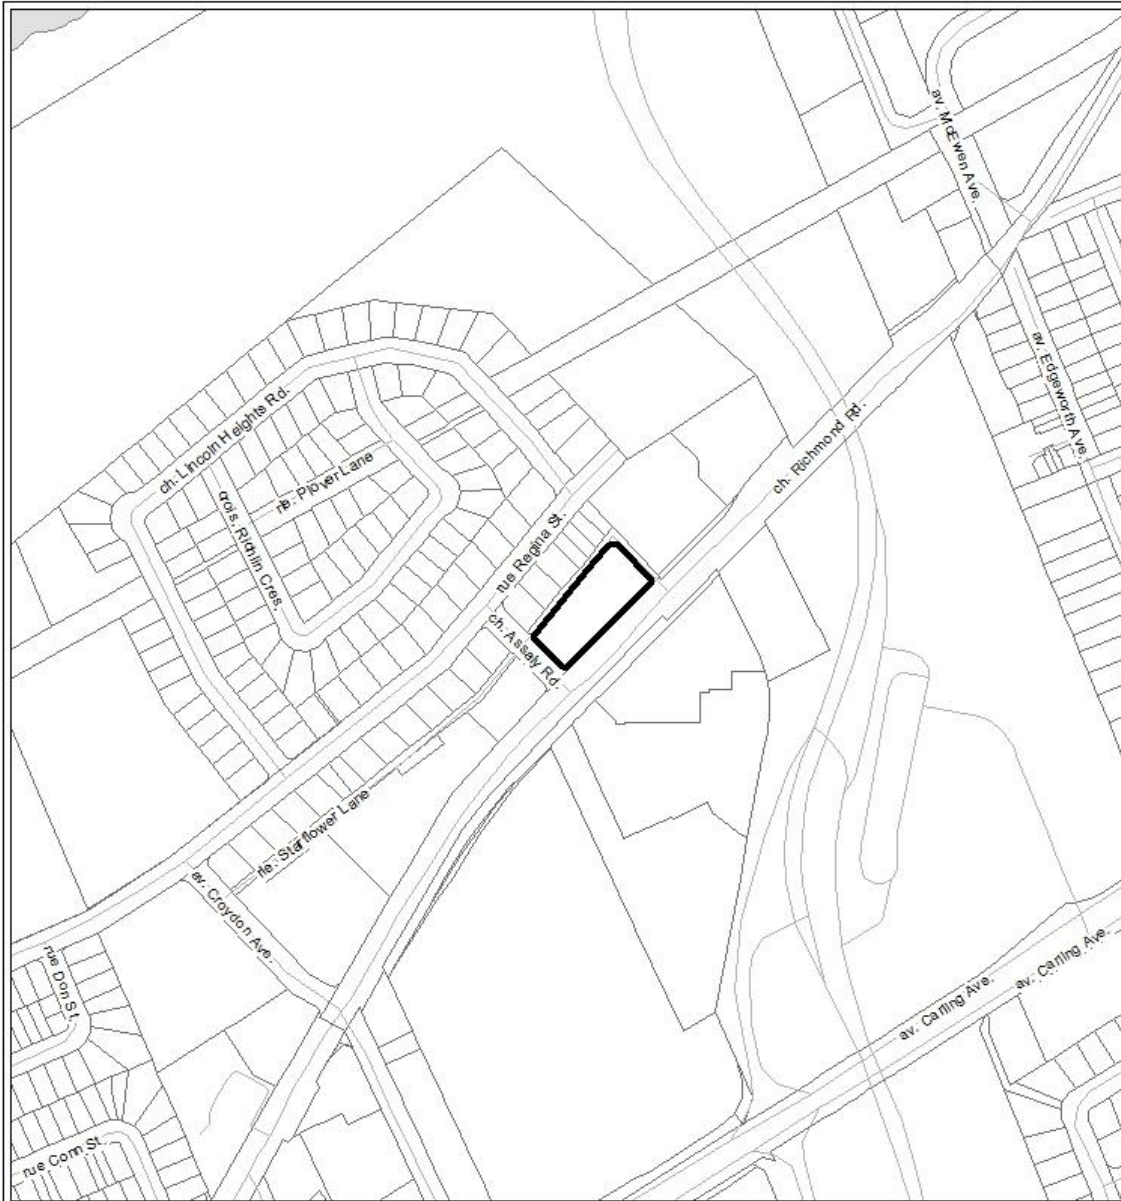 av. McEwen Ave.
av. Edgeworth Ave.
ch. Richmond Rd.
ch. Lincoln Heights Rd.
rle. Plover Lane
crois. Richlin Cres.
rue Regina St.
ch. Assaly Rd.
rle. Starflower Lane
av. Croydon Ave.
rue Don St.
av. Carling Ave.
av. Carling Ave.
rue Conn St.